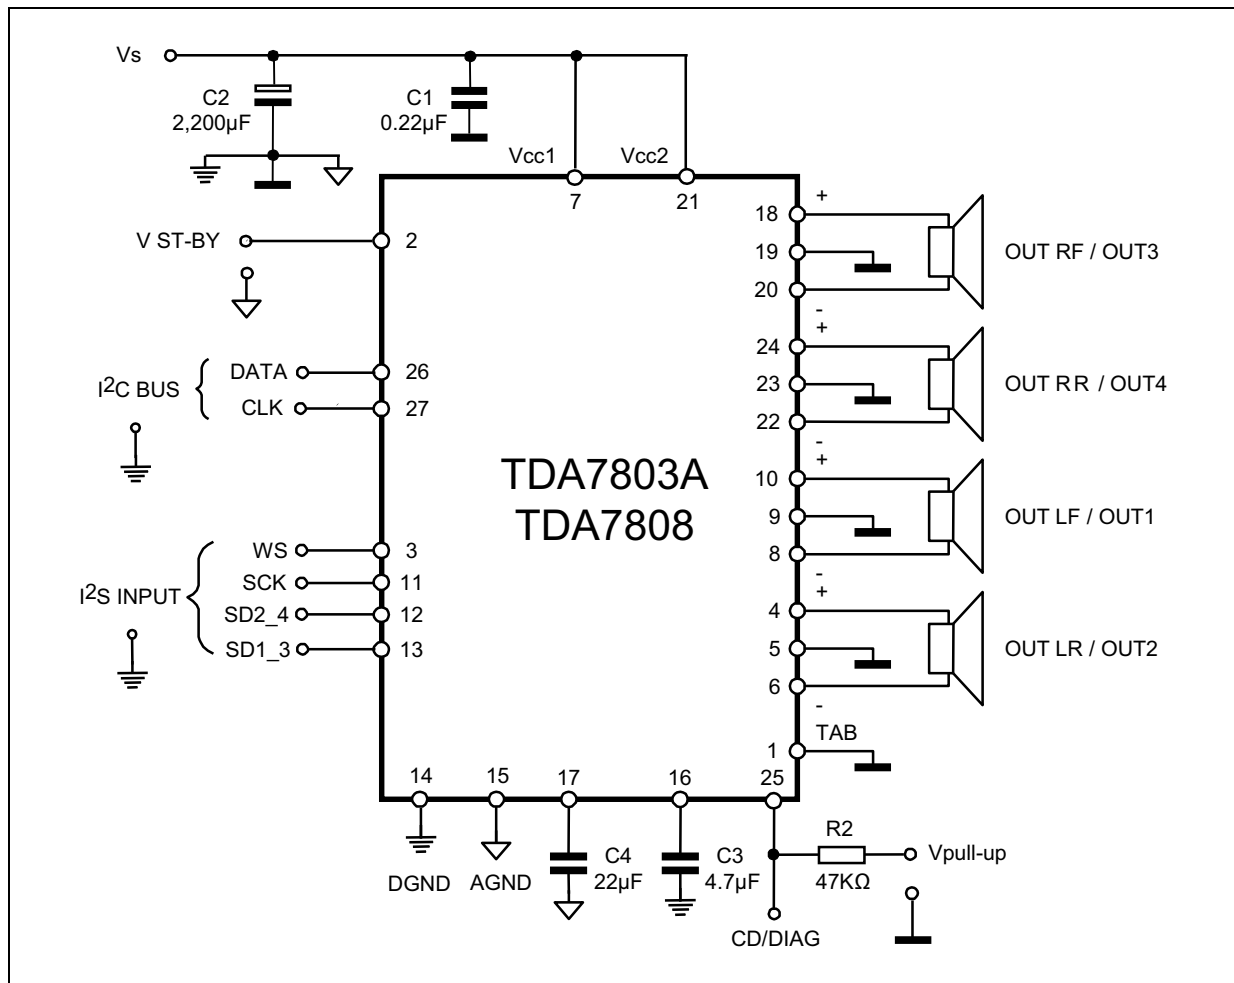 Vs
C2
2,200µF
C1
0.22µF
Vcc1
Vcc2
7
21
V ST-BY
2
18
+
19
OUT RF / OUT3
20
-
+
I2C BUS
DATA
26
CLK
27
24
23
OUT RR / OUT4
22
-
+
TDA7803A
TDA7808
10
9
OUT LF / OUT1
8
-
+
I2S INPUT
WS
3
SCK
11
SD2_4
12
SD1_3
13
4
5
OUT LR / OUT2
6
-
TAB
1
14
15
17
16
25
DGND
AGND
C4
22µF
C3
4.7µF
R2
47KΩ
Vpull-up
CD/DIAG